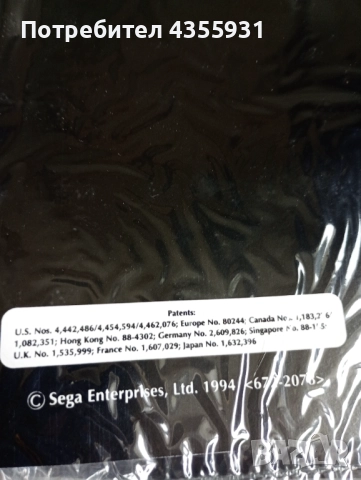 Потребител 4355951
Patents:
U.S. Nos. 4,442,486/4,454,594/4,462,076; Europe No. 80244; Canada No.
1,082,351; Hong Kong No. 88-4302; Germany No. 2,609,826; Singapore No.
U.K. No. 1,535,999; France No. 1,607,029; Japan No. 1,632,396
© Sega Enterprises, Ltd. 1994